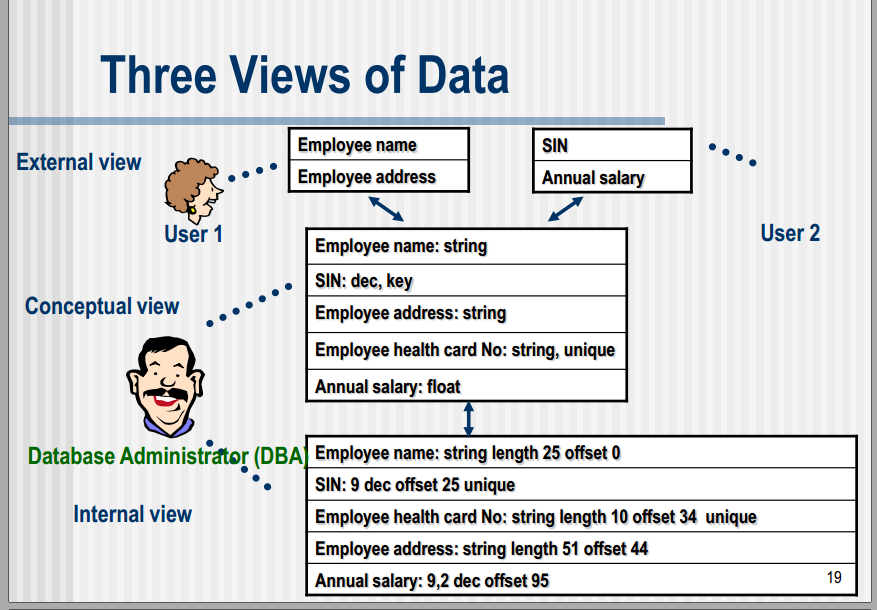 Three Views of Data
External view
User 1
Employee name
Employee address
SIN
Annual salary
User 2
Conceptual view
Employee name: string
SIN: dec, key
Employee address: string
Employee health card No: string, unique
Annual salary: float
Database Administrator (DBA)
Internal view
Employee name: string length 25 offset 0
SIN: 9 dec offset 25 unique
Employee health card No: string length 10 offset 34 unique
Employee address: string length 51 offset 44
Annual salary: 9,2 dec offset 95
19